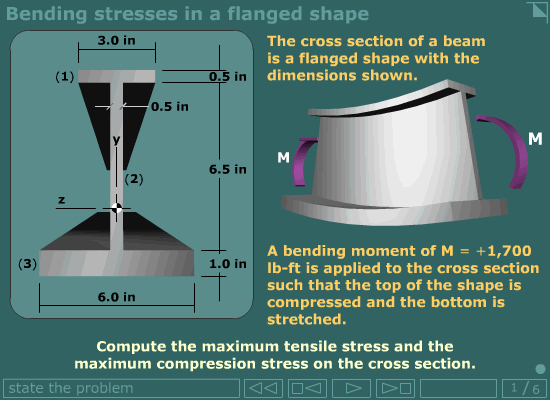 Bending stresses in a flanged shape
3.0 in
(1)
0.5 in
0.5 in
y
6.5 in
(2)
z
(3)
1.0 in
6.0 in
The cross section of a beam
is a flanged shape with the
dimensions shown.
M
M
A bending moment of M = +1,700
lb-ft is applied to the cross section
such that the top of the shape is
compressed and the bottom is
stretched.
Compute the maximum tensile stress and the
maximum compression stress on the cross section.
state the problem
1 / 6